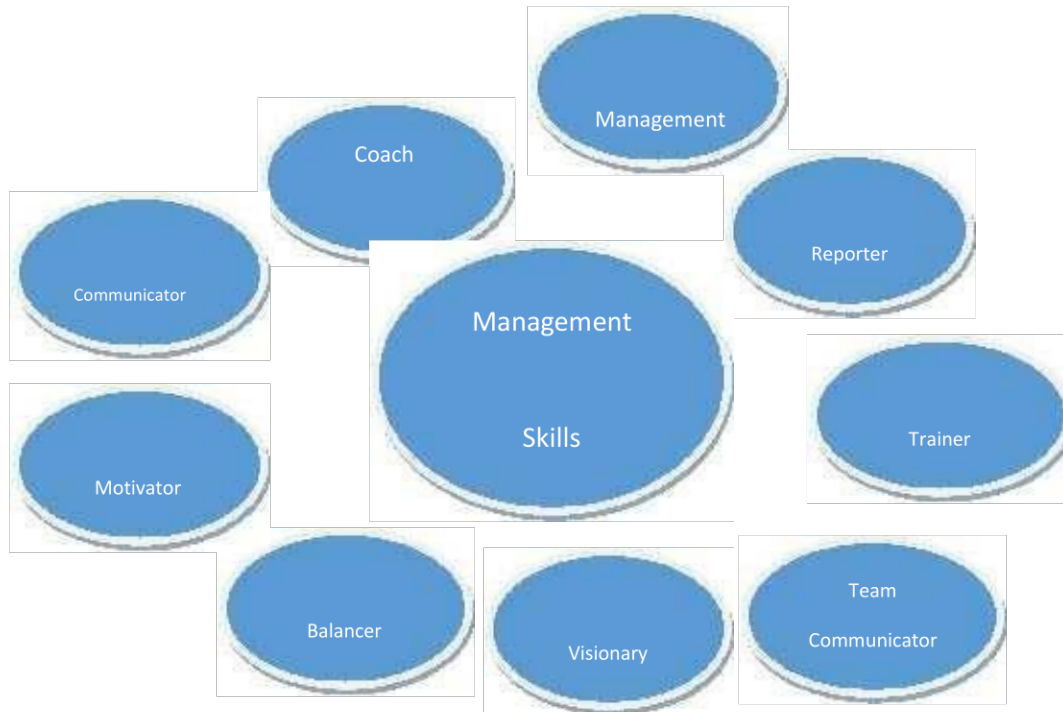 Management
Coach
Reporter
Communicator
Management
Skills
Trainer
Motivator
Team
Communicator
Balancer
Visionary